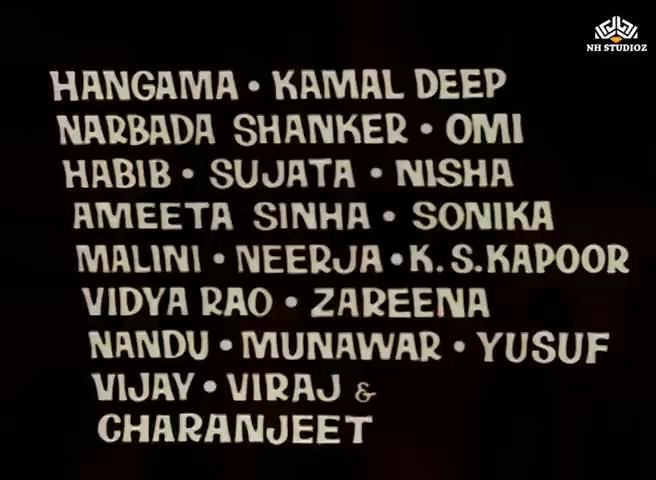 NH STUDIOZ
HANGAMA • KAMAL DEEP
NARBADA SHANKER • OMI
HABIB • SUJATA • NISHA
AMEETA SINHA • SONIKA
MALINI • NEERJA • K. S. KAPOOR
VIDYA RAO • ZAREENA
NANDU • MUNAWAR • YUSUF
VIJAY • VIRAJ &
CHARANJEET